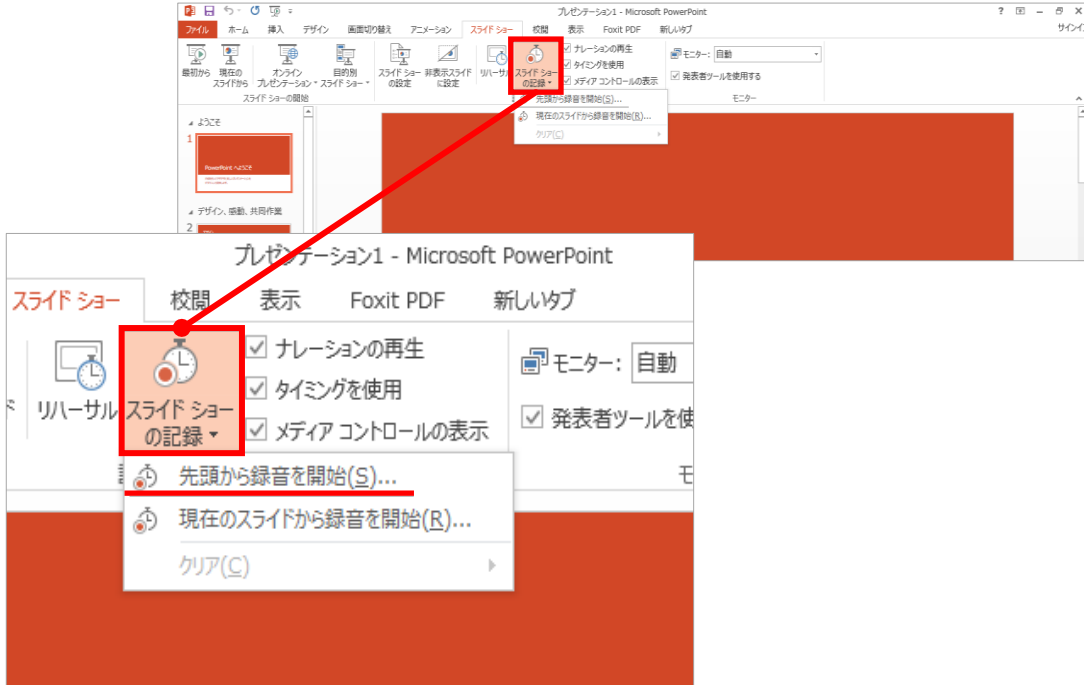 プレゼンテーション1 - Microsoft PowerPoint
ファイル ホーム 挿入 デザイン 画面切り替え アニメーション スライド ショー 校閲 表示 Foxit PDF 新しいタブ サインイ
最初から
現在の
スライドから
オンライン
プレゼンテーション
目的別
スライド ショー
スライド ショー
の設定
非表示スライド
に設定
リハーサル
スライド ショー
の記録
ナレーションの再生
タイミングを使用
メディア コントロールの表示
モニター: 自動
発表者ツールを使用する
スライド ショーの開始
モニター
先頭から録音を開始(S)...
現在のスライドから録音を開始(R)...
クリア(C)
ようこそ
1
PowerPoint へようこそ
デザイン、感動、共同作業
2
プレゼンテーション1 - Microsoft PowerPoint
スライド ショー 校閲 表示 Foxit PDF 新しいタブ
リハーサル
スライド ショー
の記録
ナレーションの再生
タイミングを使用
メディア コントロールの表示
モニター: 自動
発表者ツールを使
モ
先頭から録音を開始(S)...
現在のスライドから録音を開始(R)...
クリア(C)